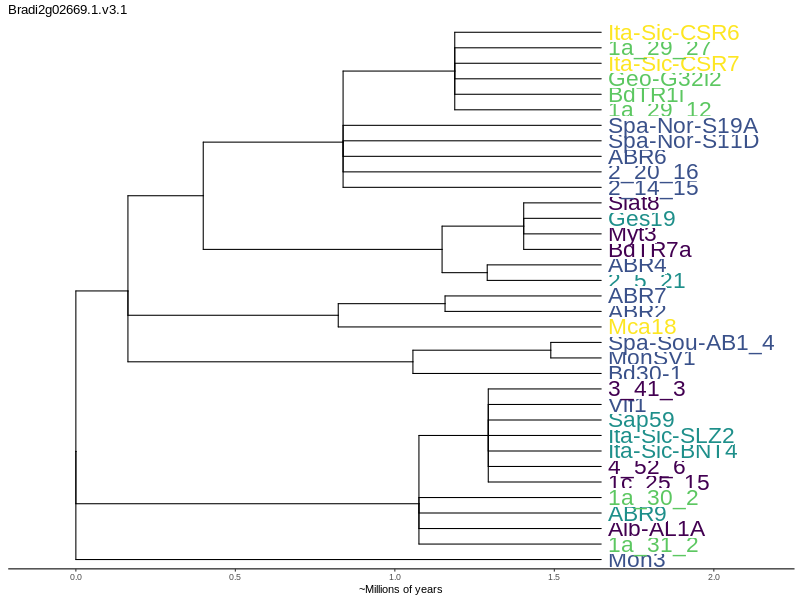 Bradi2g02669.1.v3.1
Ita-Sic-CSR6
1a_29_27
Ita-Sic-CSR7
Geo-G32i2
BdTR1i
1a_29_12
Spa-Nor-S19A
Spa-Nor-S11D
ABR6
2_20_16
2_14_15
Slat8
Ges19
Myt3
BdTR7a
ABR4
2_5_21
ABR7
ABR2
Mca18
Spa-Sou-AB1_4
MonSV1
Bd30-1
3_41_3
Vif1
Sap59
Ita-Sic-SLZ2
Ita-Sic-BNT4
4_52_6
1c_25_15
1a_30_2
ABR9
Alb-AL1A
1a_31_2
Mon3
0.0 0.5 1.0 1.5 2.0
~Millions of years